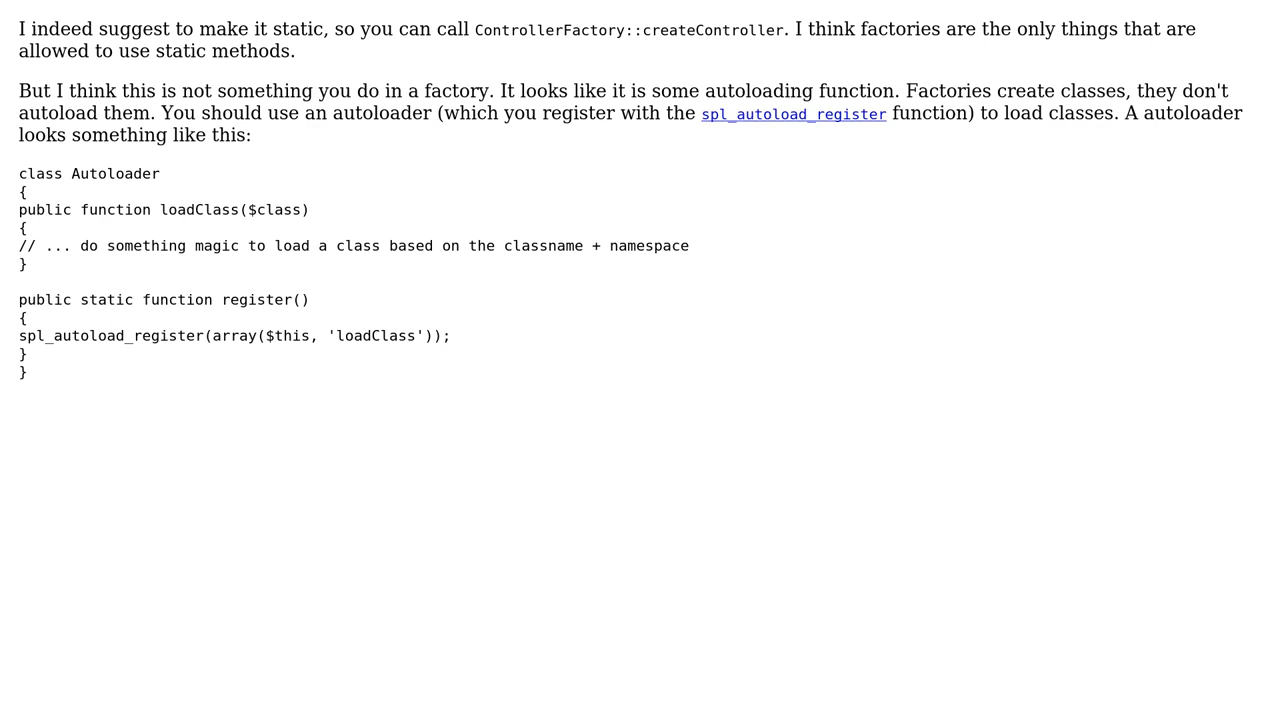 I indeed suggest to make it static, so you can call ControllerFactory::createController. I think factories are the only things that are
allowed to use static methods.
But I think this is not something you do in a factory. It looks like it is some autoloading function. Factories create classes, they don't
autoload them. You should use an autoloader (which you register with the spl_autoload_register function) to load classes. A autoloader
looks something like this:
class Autoloader
{
public function loadClass($class)
{
// ... do something magic to load a class based on the classname + namespace
}
public static function register()
{
spl_autoload_register(array($this, 'loadClass'));
}
}